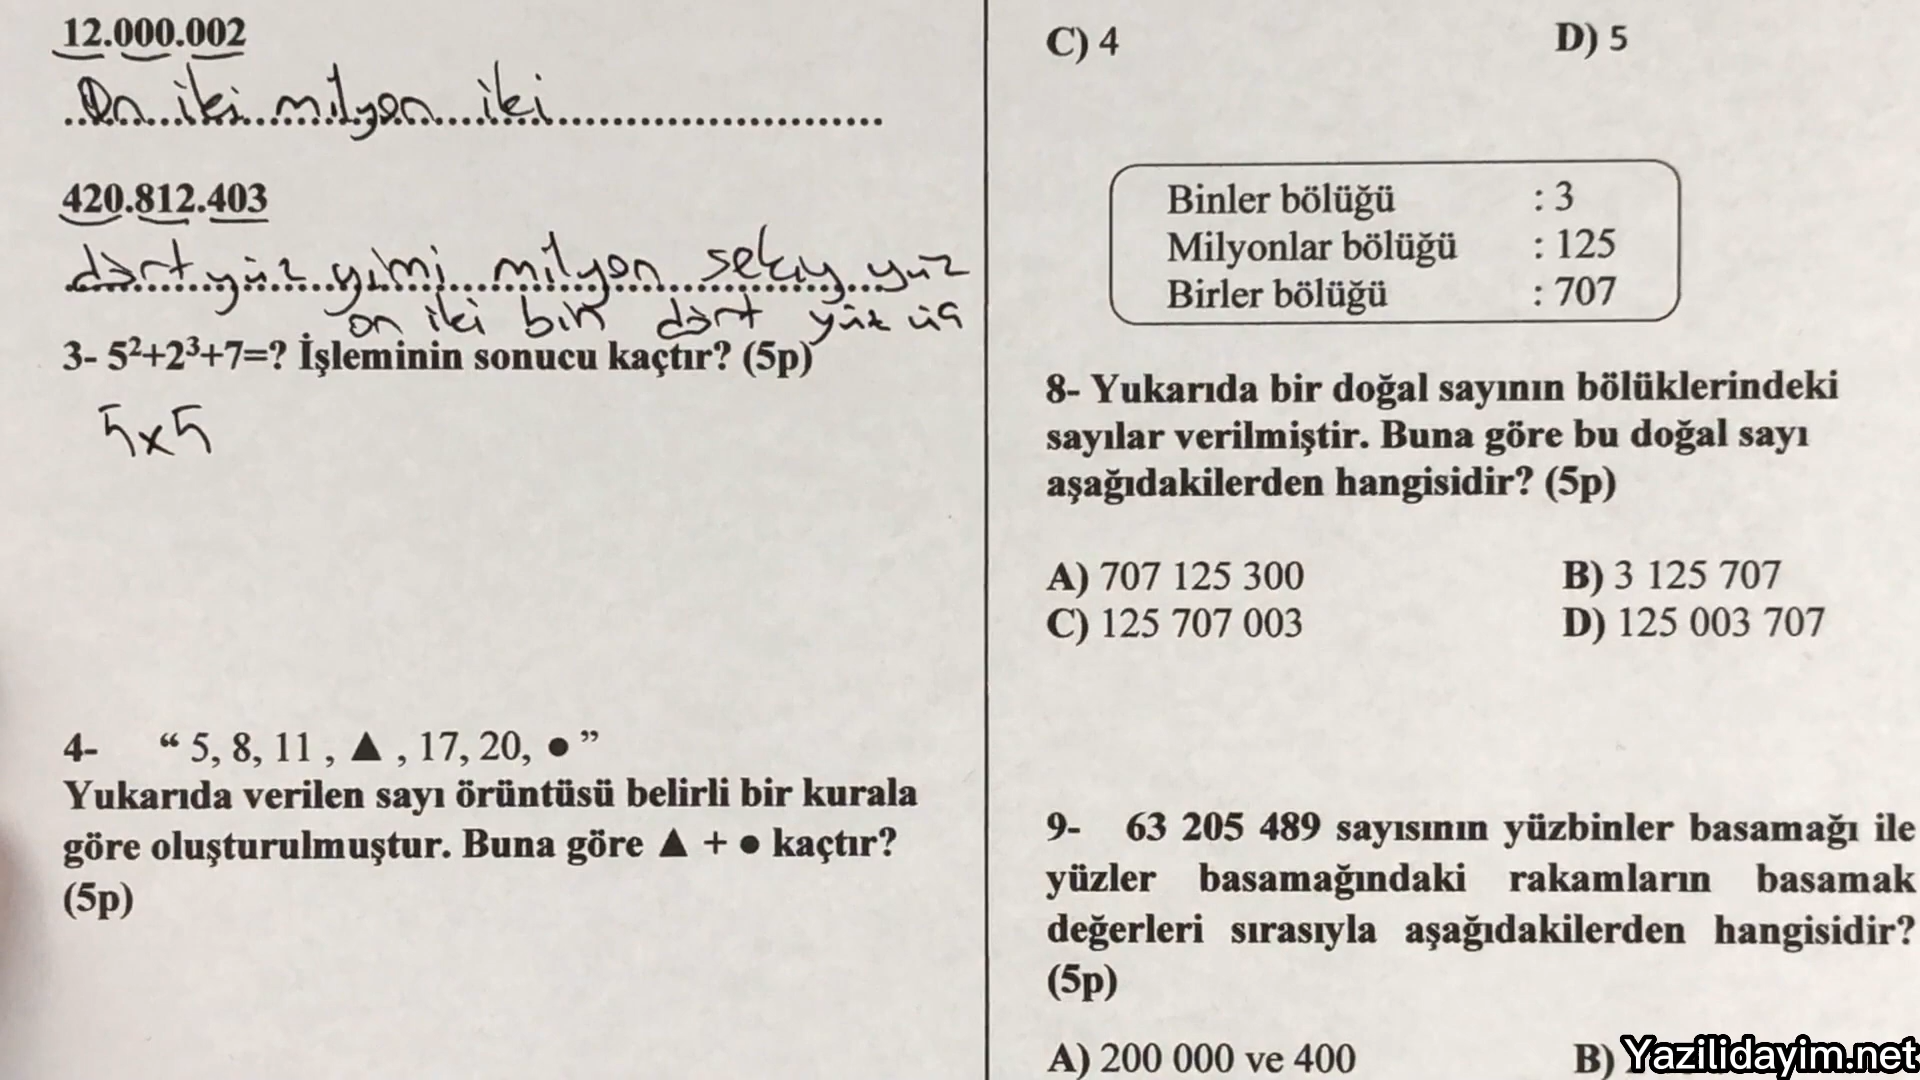 12.000.002
On iki milyon iki
420.812.403
dört yüz yimi milyon sekiz yüz
on iki bin dört yüz üç
3- 5²+2³+7=? İşleminin sonucu kaçtır? (5p)
5x5
4- “ 5, 8, 11 , ▲ , 17, 20, ● ”
Yukarıda verilen sayı örüntüsü belirli bir kurala
göre oluşturulmuştur. Buna göre ▲ + ● kaçtır?
(5p)
C) 4 D) 5
Binler bölüğü : 3
Milyonlar bölüğü : 125
Birler bölüğü : 707
8- Yukarıda bir doğal sayının bölüklerindeki
sayılar verilmiştir. Buna göre bu doğal sayı
aşağıdakilerden hangisidir? (5p)
A) 707 125 300 B) 3 125 707
C) 125 707 003 D) 125 003 707
9- 63 205 489 sayısının yüzbinler basamağı ile
yüzler basamağındaki rakamların basamak
değerleri sırasıyla aşağıdakilerden hangisidir?
(5p)
A) 200 000 ve 400 B)
Yazilidayim.net